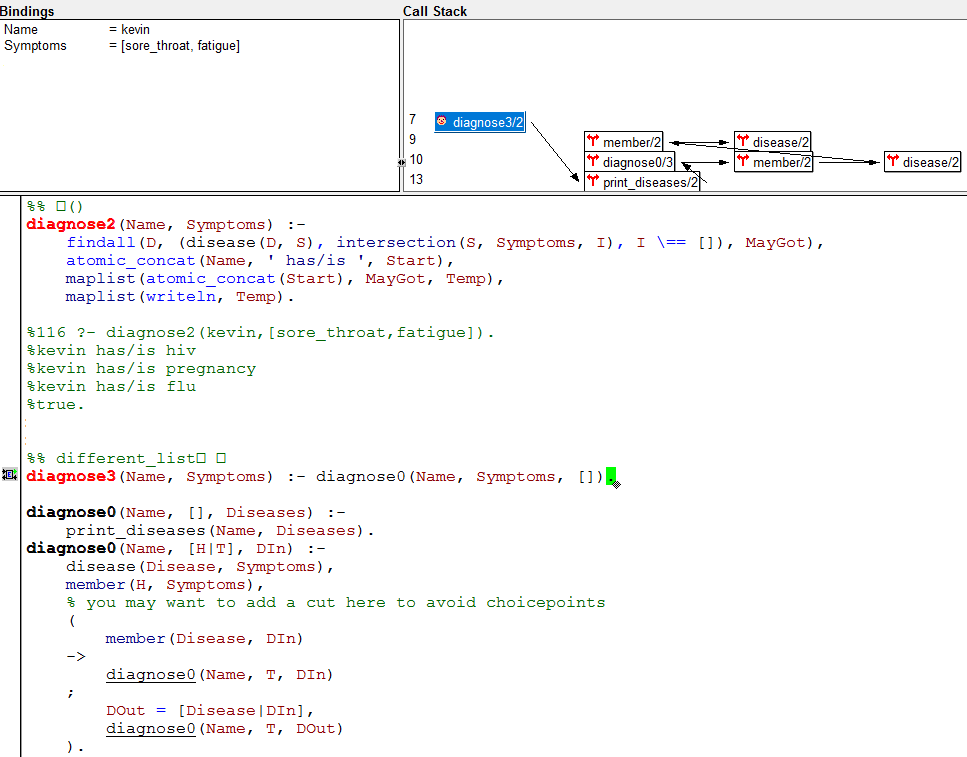 Bindings
Call Stack
Name = kevin
Symptoms = [sore_throat, fatigue]
7
diagnose3/2
9
member/2
disease/2
10
diagnose0/3
member/2
disease/2
13
print_diseases/2
%% □()
diagnose2(Name, Symptoms) :-
findall(D, (disease(D, S), intersection(S, Symptoms, I), I \== []), MayGot),
atomic_concat(Name, ' has/is ', Start),
maplist(atomic_concat(Start), MayGot, Temp),
maplist(writeln, Temp).
%116 ?- diagnose2(kevin,[sore_throat,fatigue]).
%kevin has/is hiv
%kevin has/is pregnancy
%kevin has/is flu
%true.
%% different_list□ □
diagnose3(Name, Symptoms) :- diagnose0(Name, Symptoms, []).
diagnose0(Name, [], Diseases) :-
print_diseases(Name, Diseases).
diagnose0(Name, [H|T], DIn) :-
disease(Disease, Symptoms),
member(H, Symptoms),
% you may want to add a cut here to avoid choicepoints
(
member(Disease, DIn)
->
diagnose0(Name, T, DIn)
;
DOut = [Disease|DIn],
diagnose0(Name, T, DOut)
).